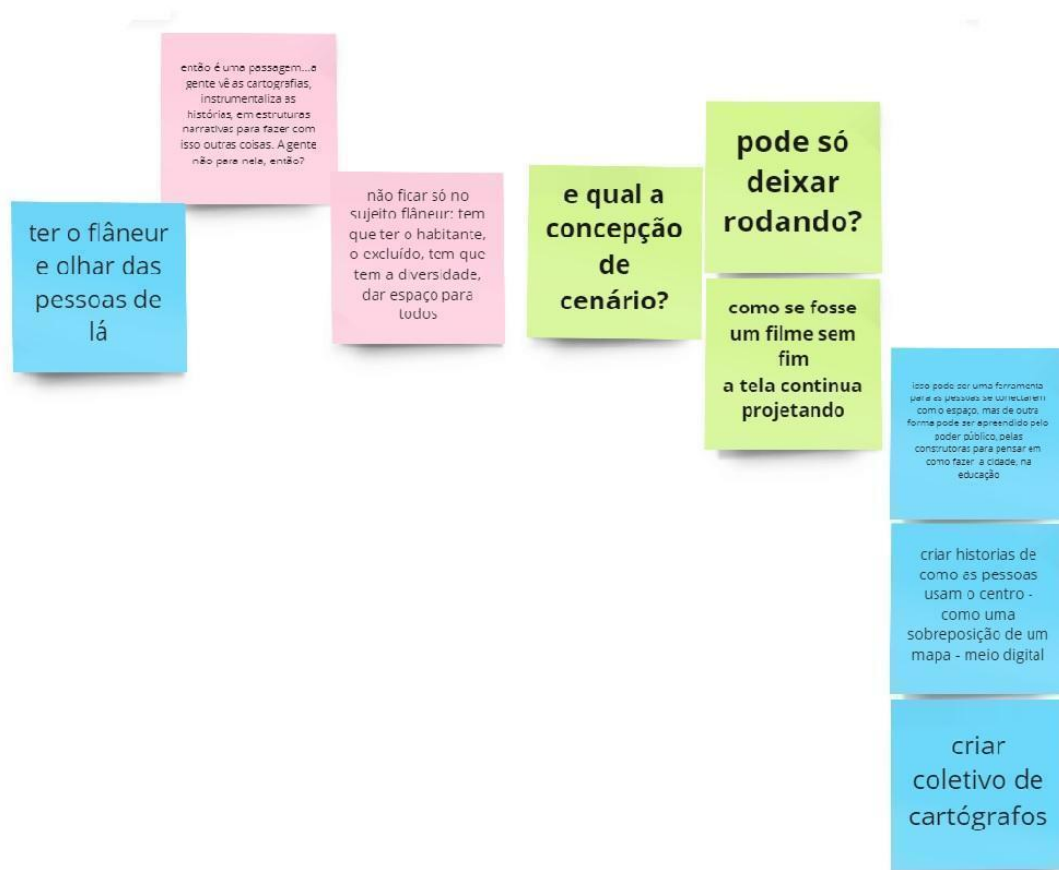 então é uma passagem...a
gente vê as cartografias,
instrumentaliza as
histórias, em estruturas
narrativas para fazer com
isso outras coisas. A gente
não para nela, então?
ter o flâneur
e olhar das
pessoas de
lá
não ficar só no
sujeito flâneur: tem
que ter o habitante,
o excluído, tem que
tem a diversidade,
dar espaço para
todos
e qual a
concepção
de
cenário?
pode só
deixar
rodando?
como se fosse
um filme sem
fim
a tela continua
projetando
isso pode ser uma ferramenta
para as pessoas se conectarem
com o espaço, mas de outra
forma pode ser apreendido pelo
poder público, pelas
construtoras para pensar em
como fazer a cidade, na
educação
criar historias de
como as pessoas
usam o centro -
como uma
sobreposição de um
mapa - meio digital
criar
coletivo de
cartógrafos